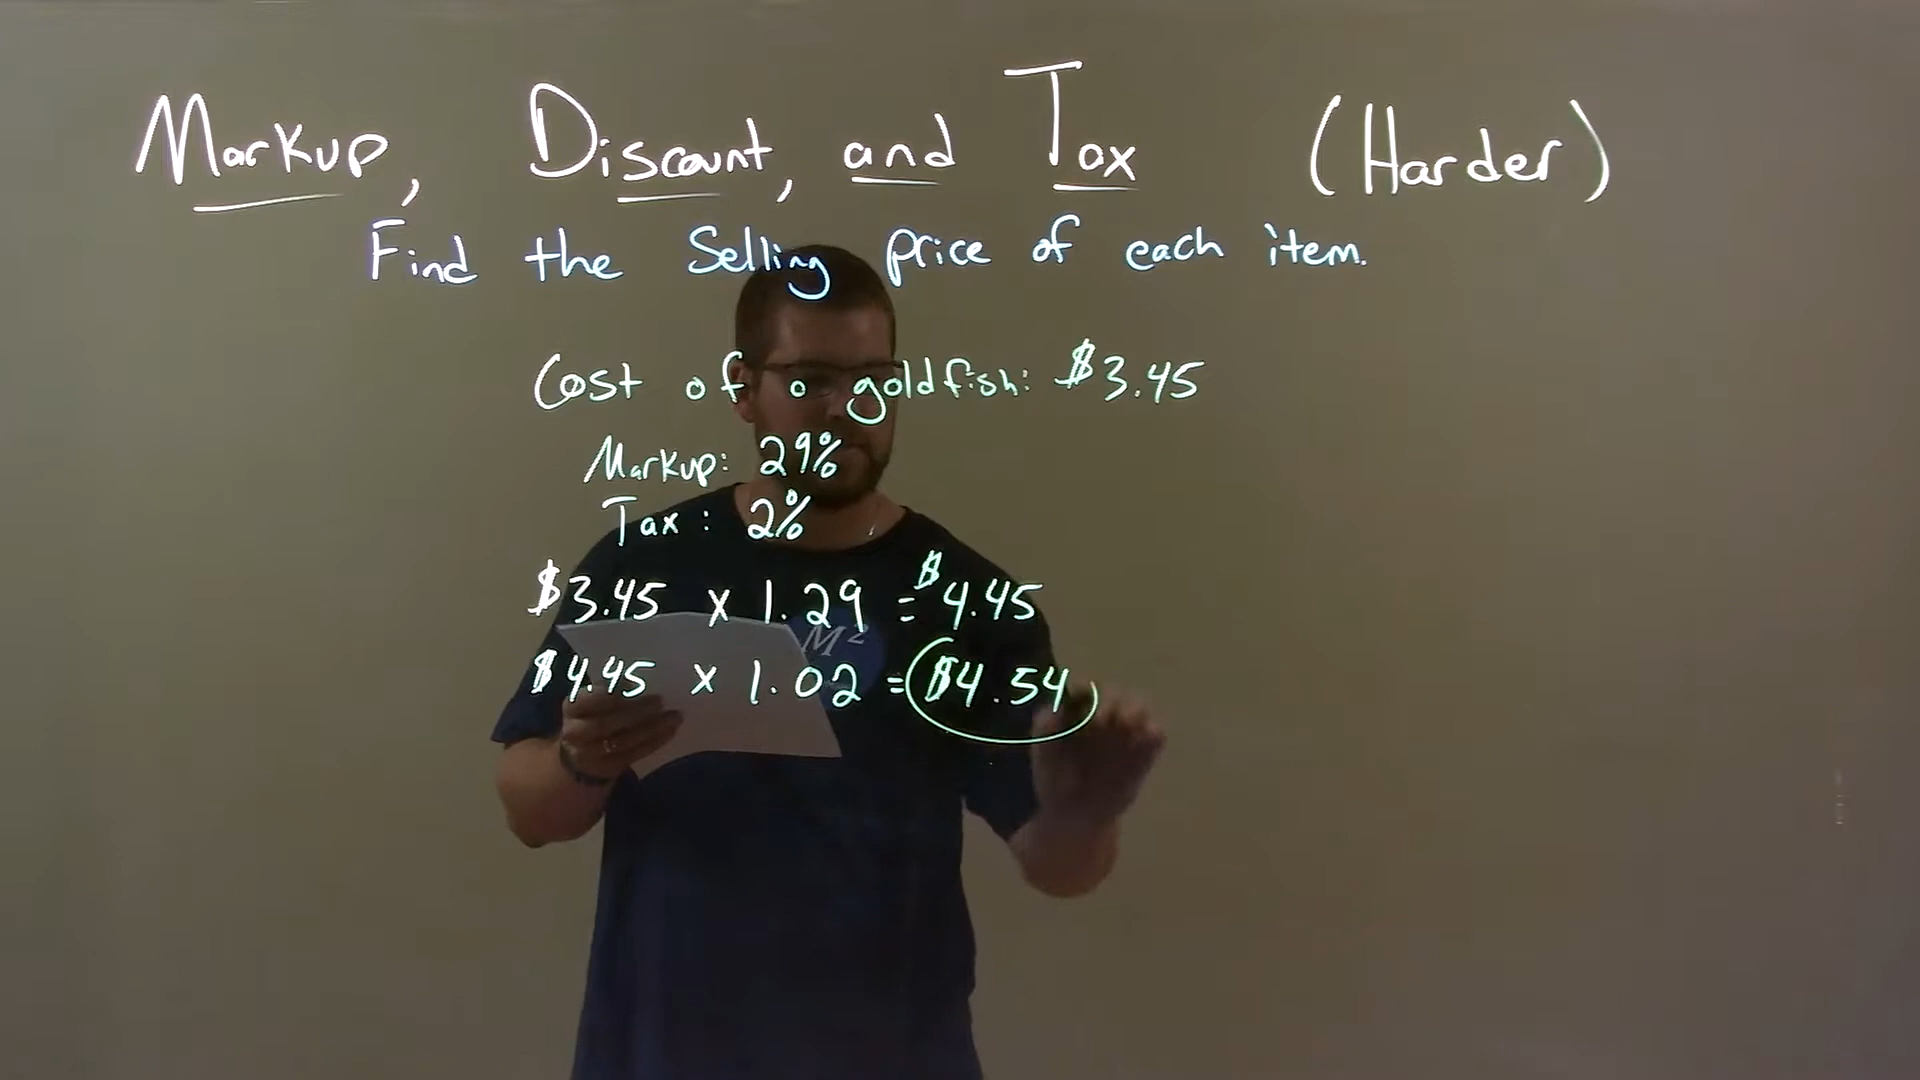 Markup, Discount, and Tax (Harder)
Find the Selling price of each item.
Cost of a goldfish: $3.45
Markup: 29%
Tax: 2%
$3.45 x 1.29 = $4.45
M²
$4.45 x 1.02 = $4.54